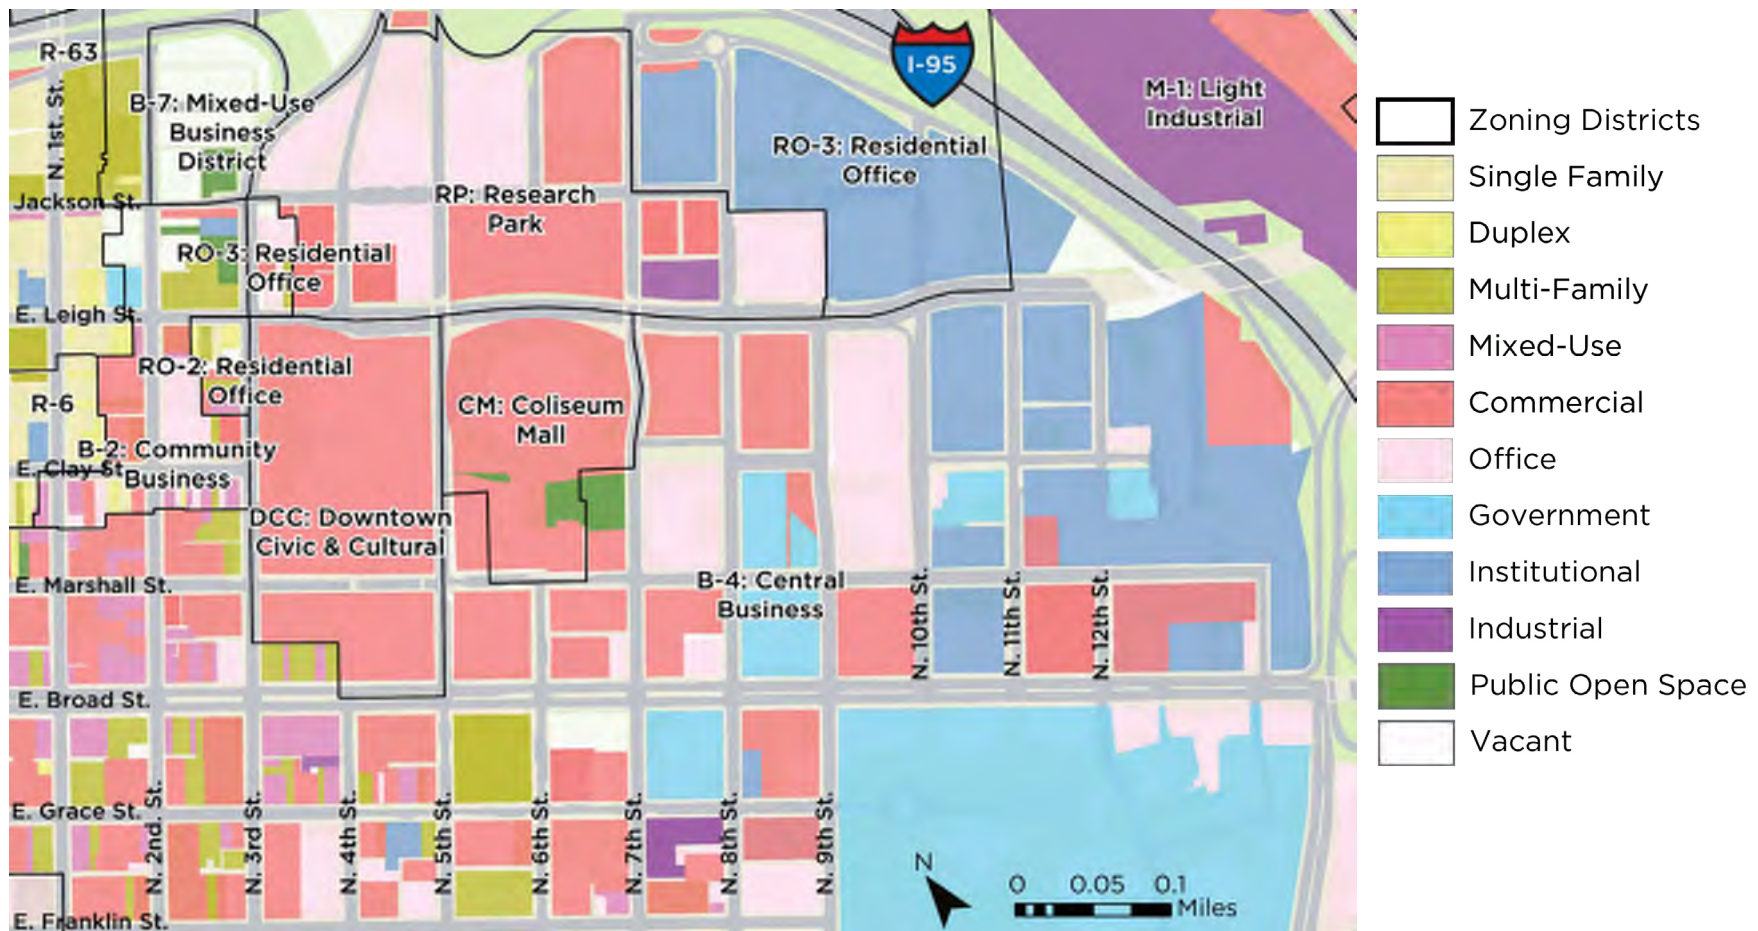 R-63
I-95
N. 1st. St.
B-7: Mixed-Use
Business
District
M-1: Light
Industrial
RO-3: Residential
Office
Jackson St.
RP: Research
Park
RO-3: Residential
Office
E. Leigh St.
RO-2: Residential
Office
R-6
CM: Coliseum
Mall
B-2: Community
Business
E. Clay St.
DCC: Downtown
Civic & Cultural
E. Marshall St.
B-4: Central
Business
N. 10th St.
N. 11th St.
N. 12th St.
E. Broad St.
E. Grace St.
N. 2nd. St.
N. 3rd St.
N. 4th St.
N. 5th St.
N. 6th St.
N. 7th St.
N. 8th St.
N. 9th St.
E. Franklin St.
N
0 0.05 0.1
Miles
Zoning Districts
Single Family
Duplex
Multi-Family
Mixed-Use
Commercial
Office
Government
Institutional
Industrial
Public Open Space
Vacant